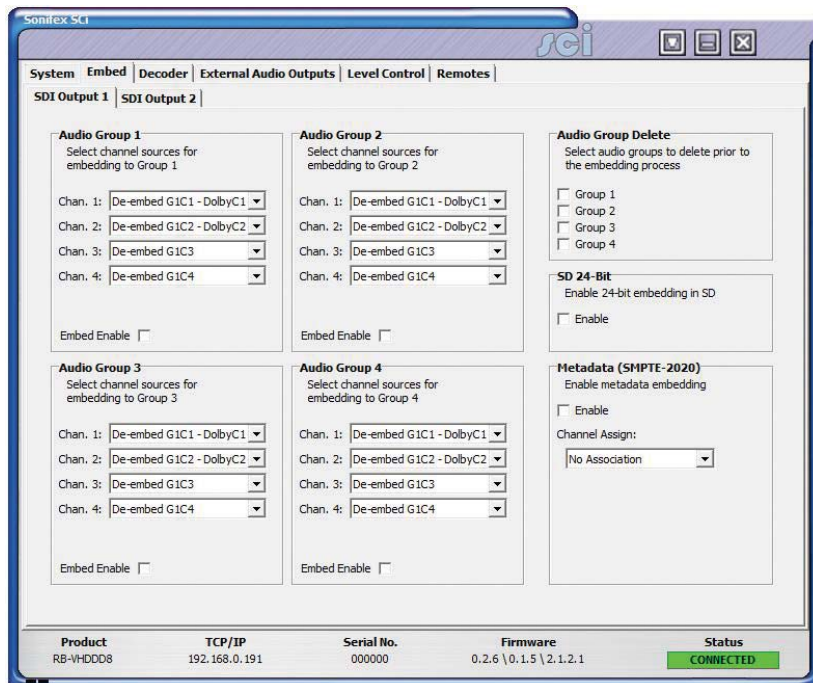 Sonifex SCi
sci
System Embed Decoder External Audio Outputs Level Control Remotes
SDI Output 1 SDI Output 2
Audio Group 1
Select channel sources for
embedding to Group 1
Chan. 1: De-embed G1C1 - DolbyC1
Chan. 2: De-embed G1C2 - DolbyC2
Chan. 3: De-embed G1C3
Chan. 4: De-embed G1C4
Embed Enable
Audio Group 2
Select channel sources for
embedding to Group 2
Chan. 1: De-embed G1C1 - DolbyC1
Chan. 2: De-embed G1C2 - DolbyC2
Chan. 3: De-embed G1C3
Chan. 4: De-embed G1C4
Embed Enable
Audio Group Delete
Select audio groups to delete prior to
the embedding process
Group 1
Group 2
Group 3
Group 4
SD 24-Bit
Enable 24-bit embedding in SD
Enable
Audio Group 3
Select channel sources for
embedding to Group 3
Chan. 1: De-embed G1C1 - DolbyC1
Chan. 2: De-embed G1C2 - DolbyC2
Chan. 3: De-embed G1C3
Chan. 4: De-embed G1C4
Embed Enable
Audio Group 4
Select channel sources for
embedding to Group 4
Chan. 1: De-embed G1C1 - DolbyC1
Chan. 2: De-embed G1C2 - DolbyC2
Chan. 3: De-embed G1C3
Chan. 4: De-embed G1C4
Embed Enable
Metadata (SMPTE-2020)
Enable metadata embedding
Enable
Channel Assign:
No Association
Product TCP/IP Serial No. Firmware Status
RB-VHDDD8 192.168.0.191 000000 0.2.6 \ 0.1.5 \ 2.1.2.1 CONNECTED